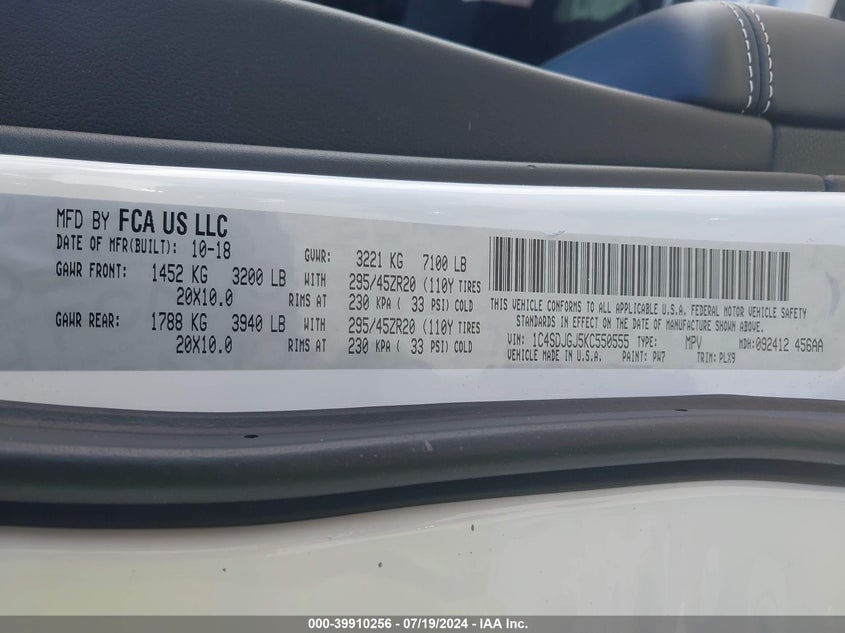 MFD BY FCA US LLC
DATE OF MFR(BUILT): 10-18
GVWR: 3221 KG 7100 LB
GAWR FRONT: 1452 KG 3200 LB WITH 295/45ZR20 (110Y TIRES
20X10.0 RIMS AT 230 KPA ( 33 PSI) COLD
GAWR REAR: 1788 KG 3940 LB WITH 295/45ZR20 (110Y TIRES
20X10.0 RIMS AT 230 KPA ( 33 PSI) COLD
THIS VEHICLE CONFORMS TO ALL APPLICABLE U.S.A. FEDERAL MOTOR VEHICLE SAFETY
STANDARDS IN EFFECT ON THE DATE OF MANUFACTURE SHOWN ABOVE.
VIN: 1C4SDJGJ5KC550555 TYPE: MPV MDH:092412 456AA
VEHICLE MADE IN U.S.A. PAINT: PW7 TRIM: PLX9
000-39910256 - 07/19/2024 - IAA Inc.